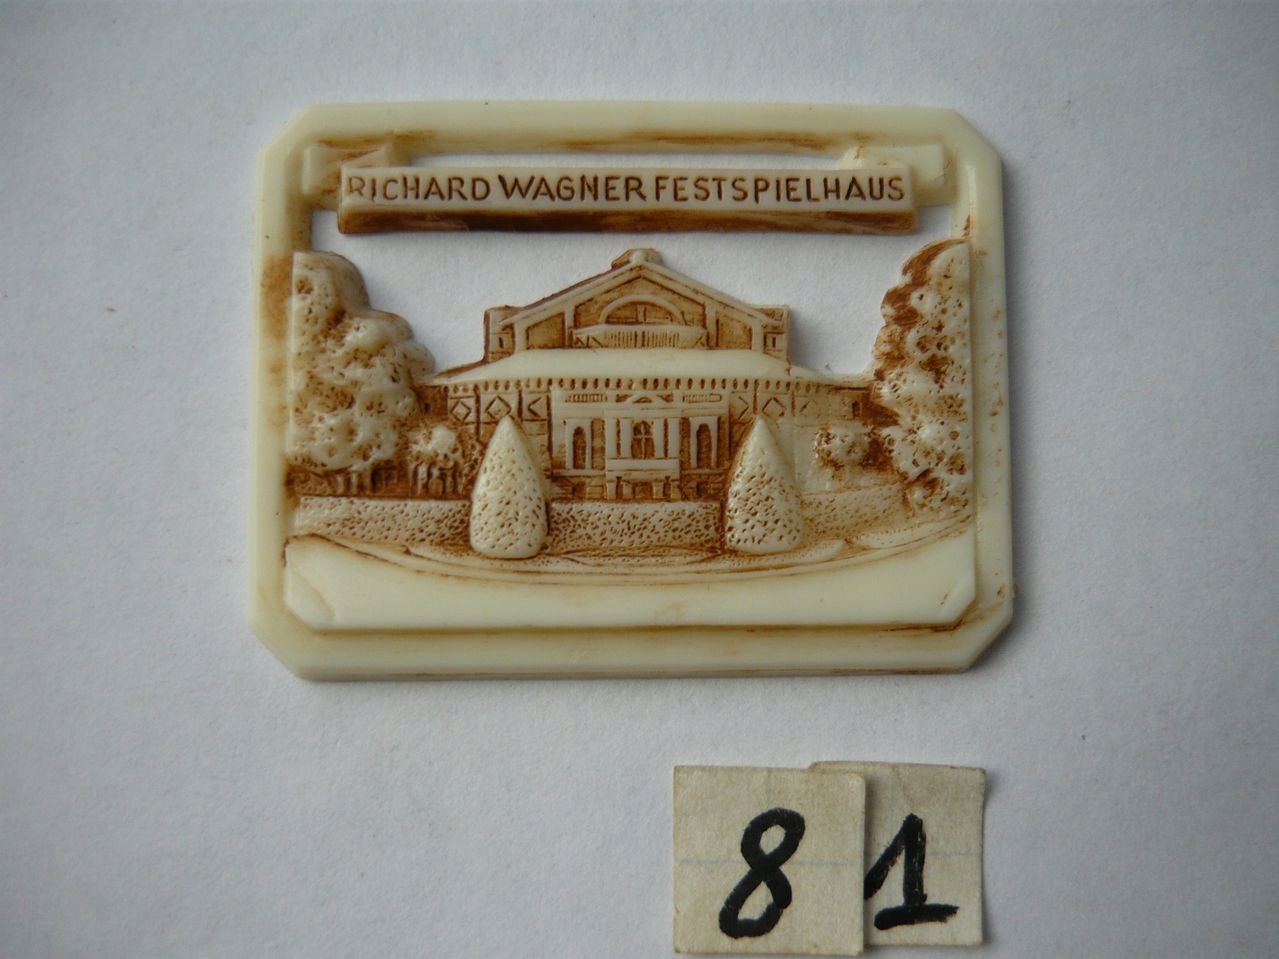 RICHARD WAGNER FESTSPIELHAUS
81